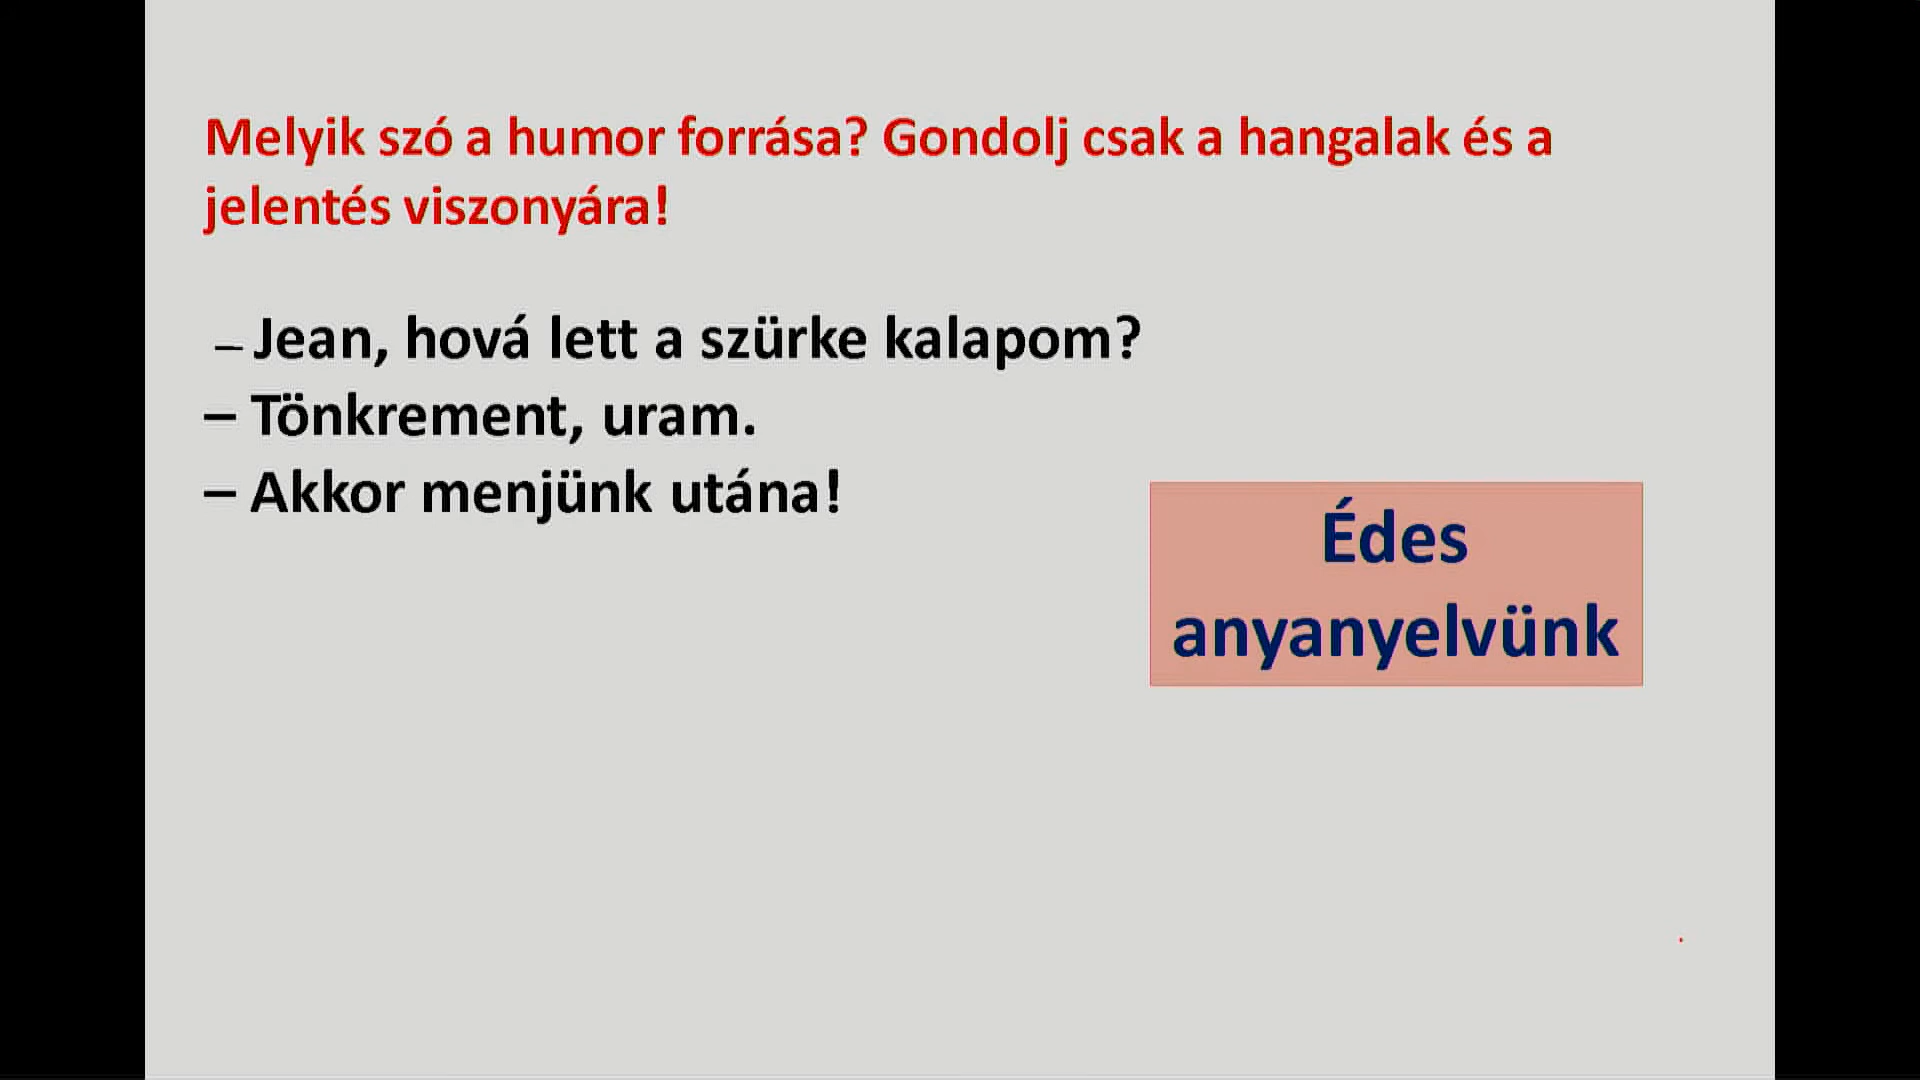 Melyik szó a humor forrása? Gondolj csak a hangalak és a
jelentés viszonyára!
– Jean, hová lett a szürke kalapom?
– Tönkrement, uram.
– Akkor menjünk utána!
Édes
anyanyelvünk